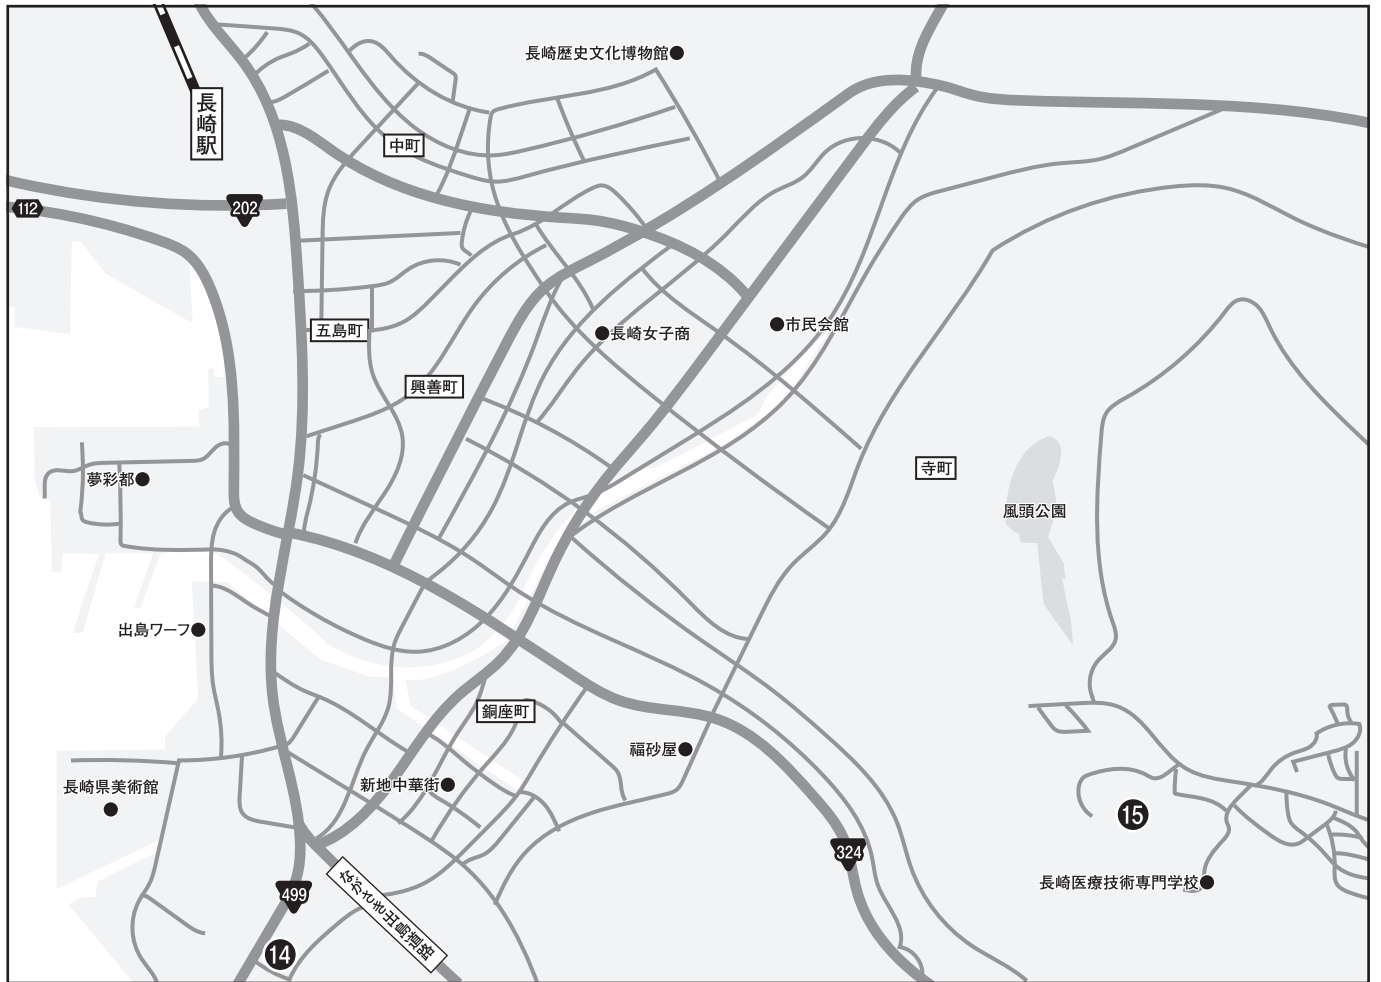 長崎歴史文化博物館
長崎駅
中町
112
202
五島町
長崎女子商
市民会館
興善町
寺町
夢彩都
風頭公園
出島ワーフ
銅座町
福砂屋
新地中華街
長崎県美術館
15
324
長崎医療技術専門学校
499
ながさき出島道路
14